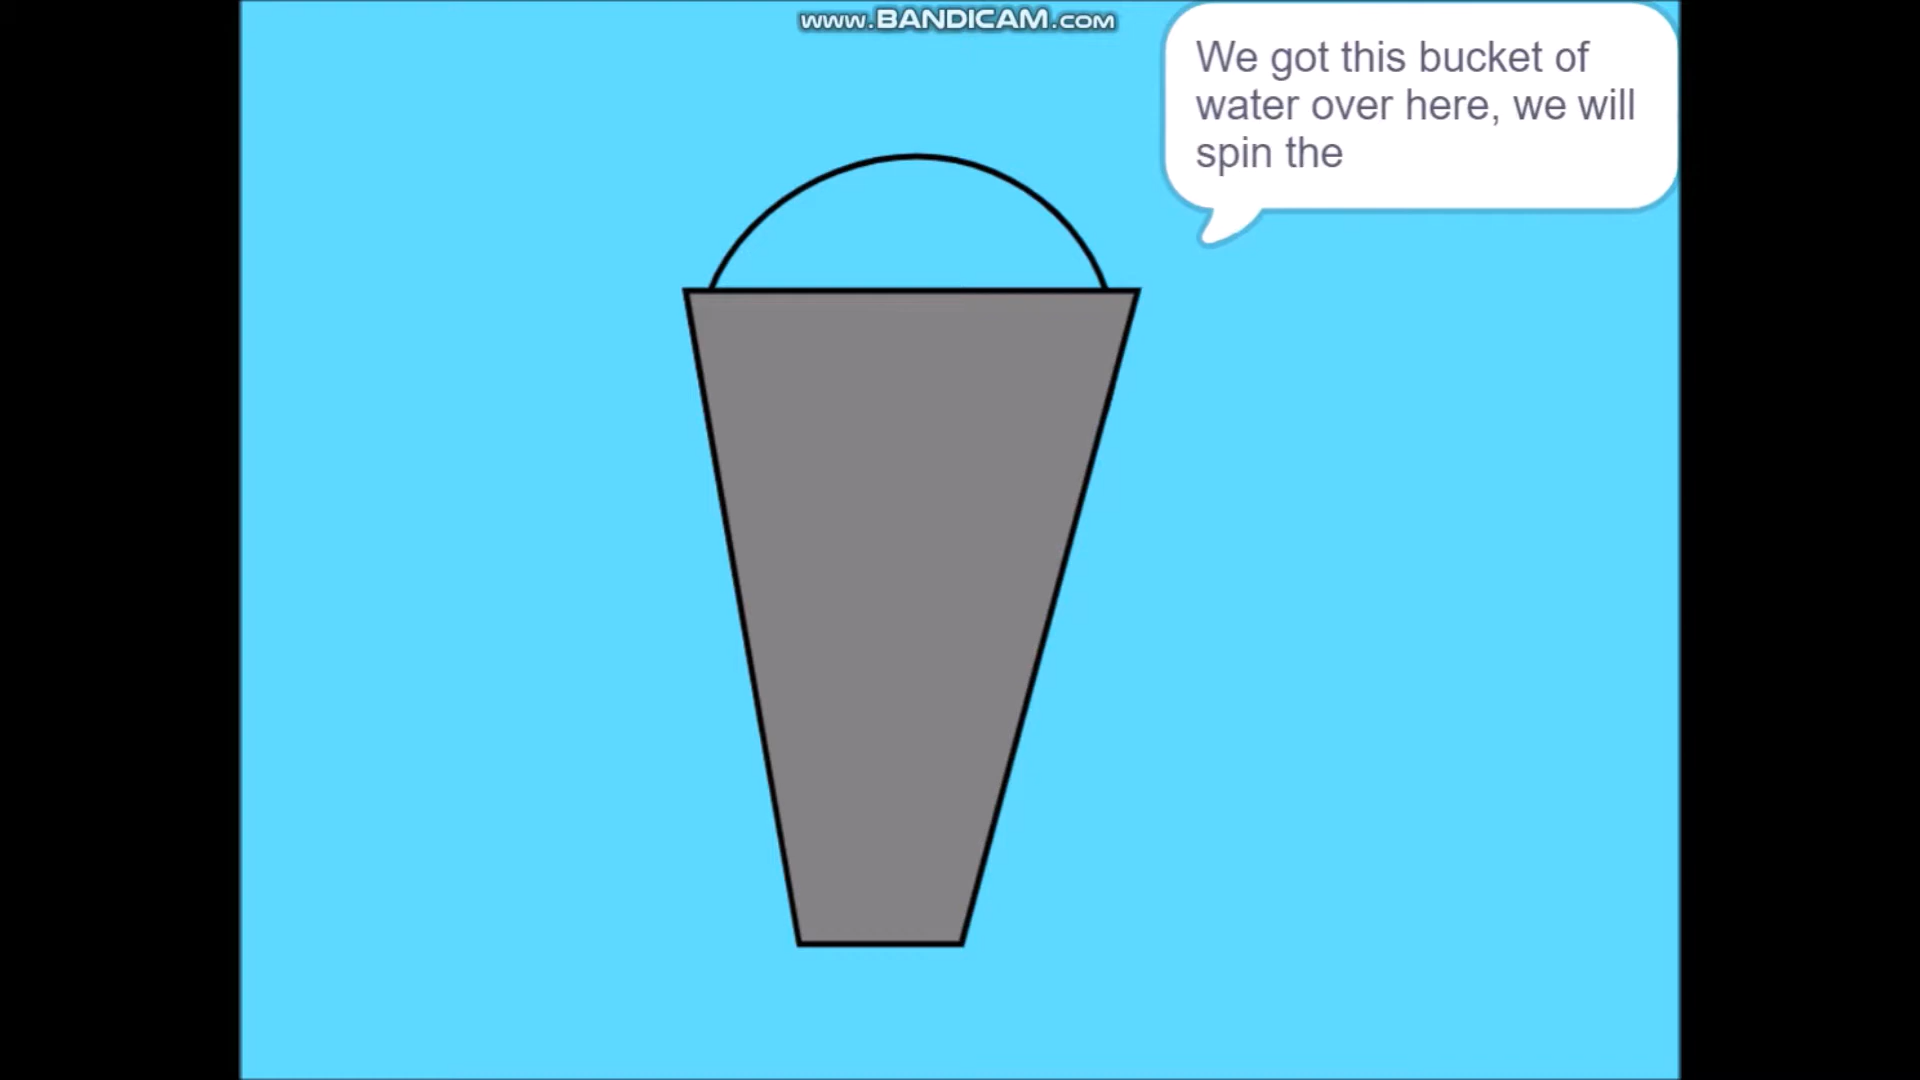 www.BANDICAM.com
We got this bucket of
water over here, we will
spin the